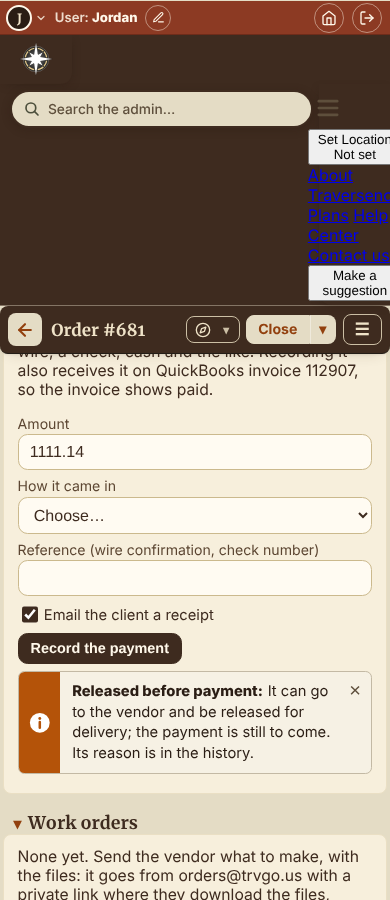 J
User: Jordan
Search the admin...
Set Location
Not set
About
Traversend
Plans Help
Center
Contact us
Make a
suggestion
Order #681
Close
wire, a check, cash and the like. Recording it
also receives it on QuickBooks invoice 112907,
so the invoice shows paid.
Amount
1111.14
How it came in
Choose...
Reference (wire confirmation, check number)
Email the client a receipt
Record the payment
Released before payment: It can go
to the vendor and be released for
delivery; the payment is still to come.
Its reason is in the history.
Work orders
None yet. Send the vendor what to make, with
the files: it goes from orders@trvgo.us with a
private link where they download the files,